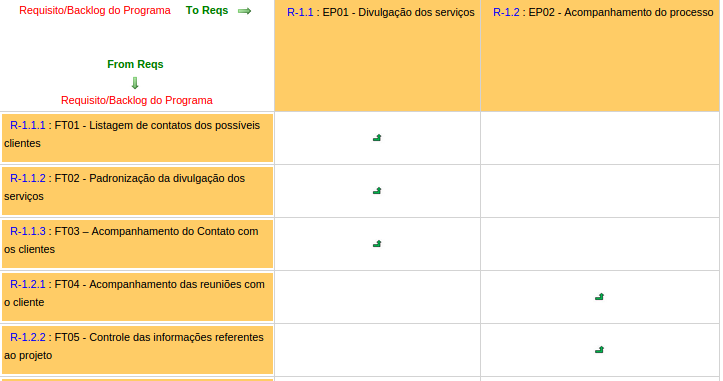 Requisito/Backlog do Programa To Reqs
From Reqs
Requisito/Backlog do Programa
R-1.1 : EP01 - Divulgação dos serviços
R-1.2 : EP02 - Acompanhamento do processo
R-1.1.1 : FT01 - Listagem de contatos dos possíveis
clientes
R-1.1.2 : FT02 - Padronização da divulgação dos
serviços
R-1.1.3 : FT03 – Acompanhamento do Contato com
os clientes
R-1.2.1 : FT04 - Acompanhamento das reuniões com
o cliente
R-1.2.2 : FT05 - Controle das informações referentes
ao projeto